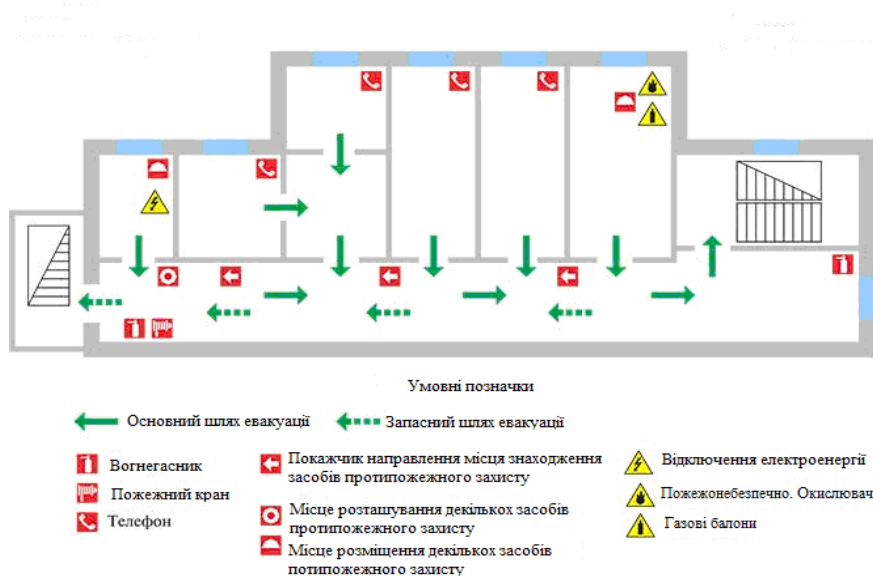 Умовні позначки
Основний шлях евакуації
Запасний шлях евакуації
Вогнегасник
Пожежний кран
Телефон
Покажчик направлення місця знаходження
засобів протипожежного захисту
Місце розташування декількох засобів
протипожежного захисту
Місце розміщення декількох засобів
потипожежного захисту
Відключення електроенергії
Пожежонебезпечно. Окислювач
Газові балони